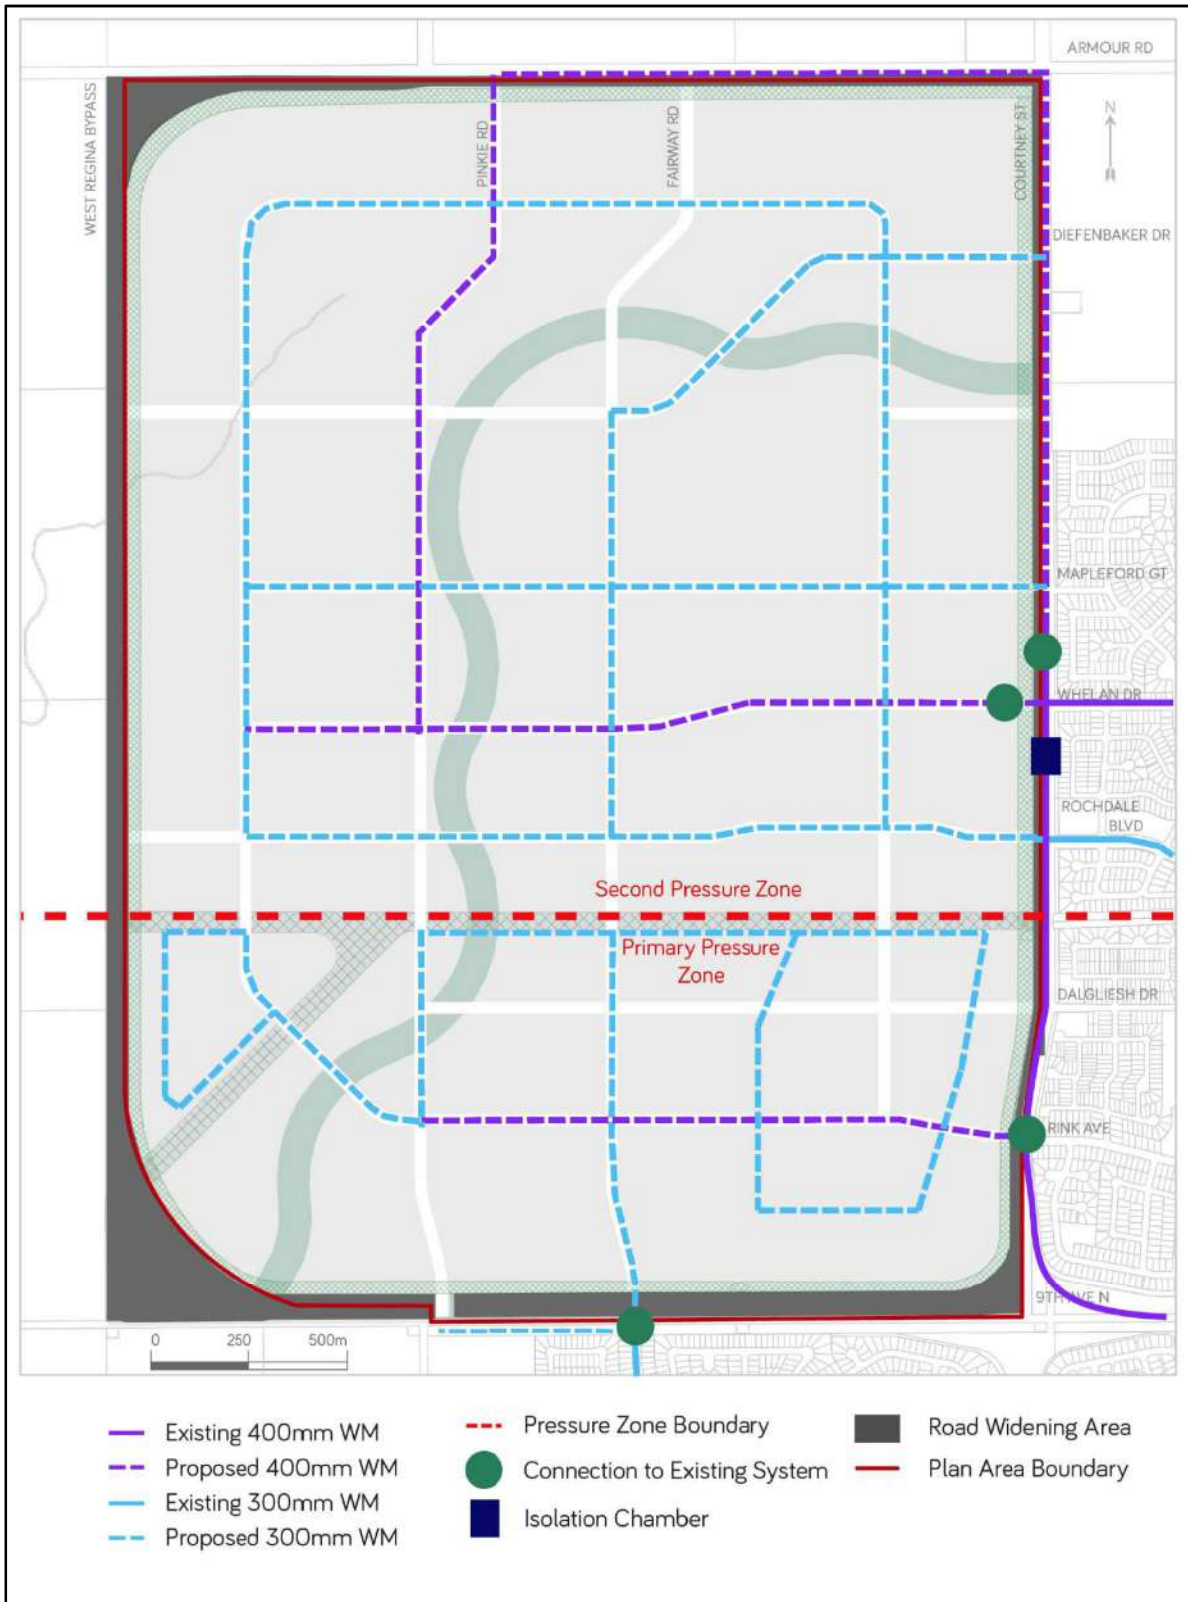 ARMOUR RD
WEST REGINA BYPASS
PINKIE RD
FAIRWAY RD
COURTNEY ST
N
DIEFENBAKER DR
MAPLEFORD GT
WHELAN DR
ROCHDALE
BLVD
Second Pressure Zone
Primary Pressure
Zone
DALGLIESH DR
RINK AVE
9TH AVE N
0 250 500m
Existing 400mm WM
Proposed 400mm WM
Existing 300mm WM
Proposed 300mm WM
Pressure Zone Boundary
Connection to Existing System
Isolation Chamber
Road Widening Area
Plan Area Boundary